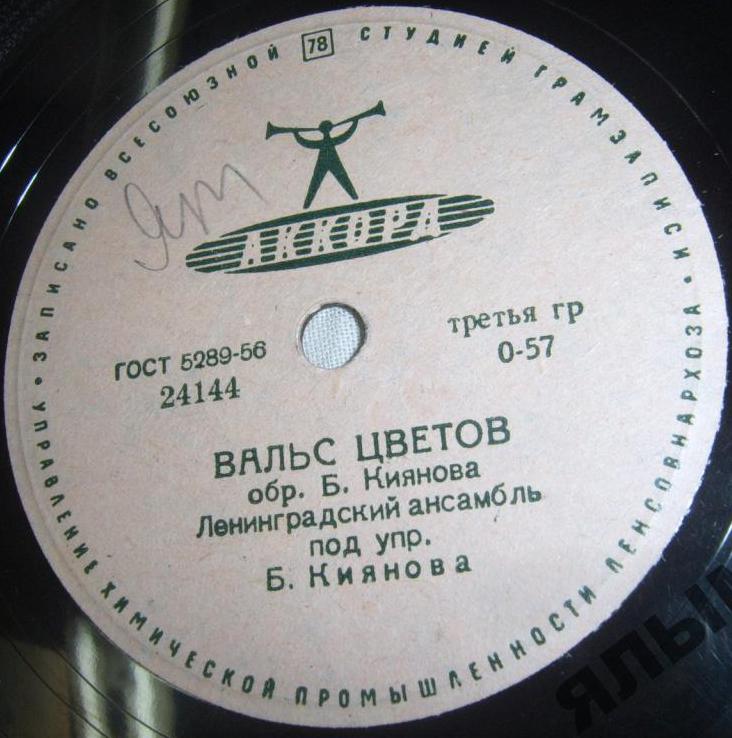 ЗАПИСАНО ВСЕСОЮЗНОЙ 78 СТУДИЕЙ ГРАМЗАПИСИ
АККОРД
ГОСТ 5289-56
24144
третья гр
0-57
ВАЛЬС ЦВЕТОВ
обр. Б. Киянова
Ленинградский ансамбль
под упр.
Б. Киянова
УПРАВЛЕНИЕ ХИМИЧЕСКОЙ ПРОМЫШЛЕННОСТИ ЛЕНСОВНАРХОЗА